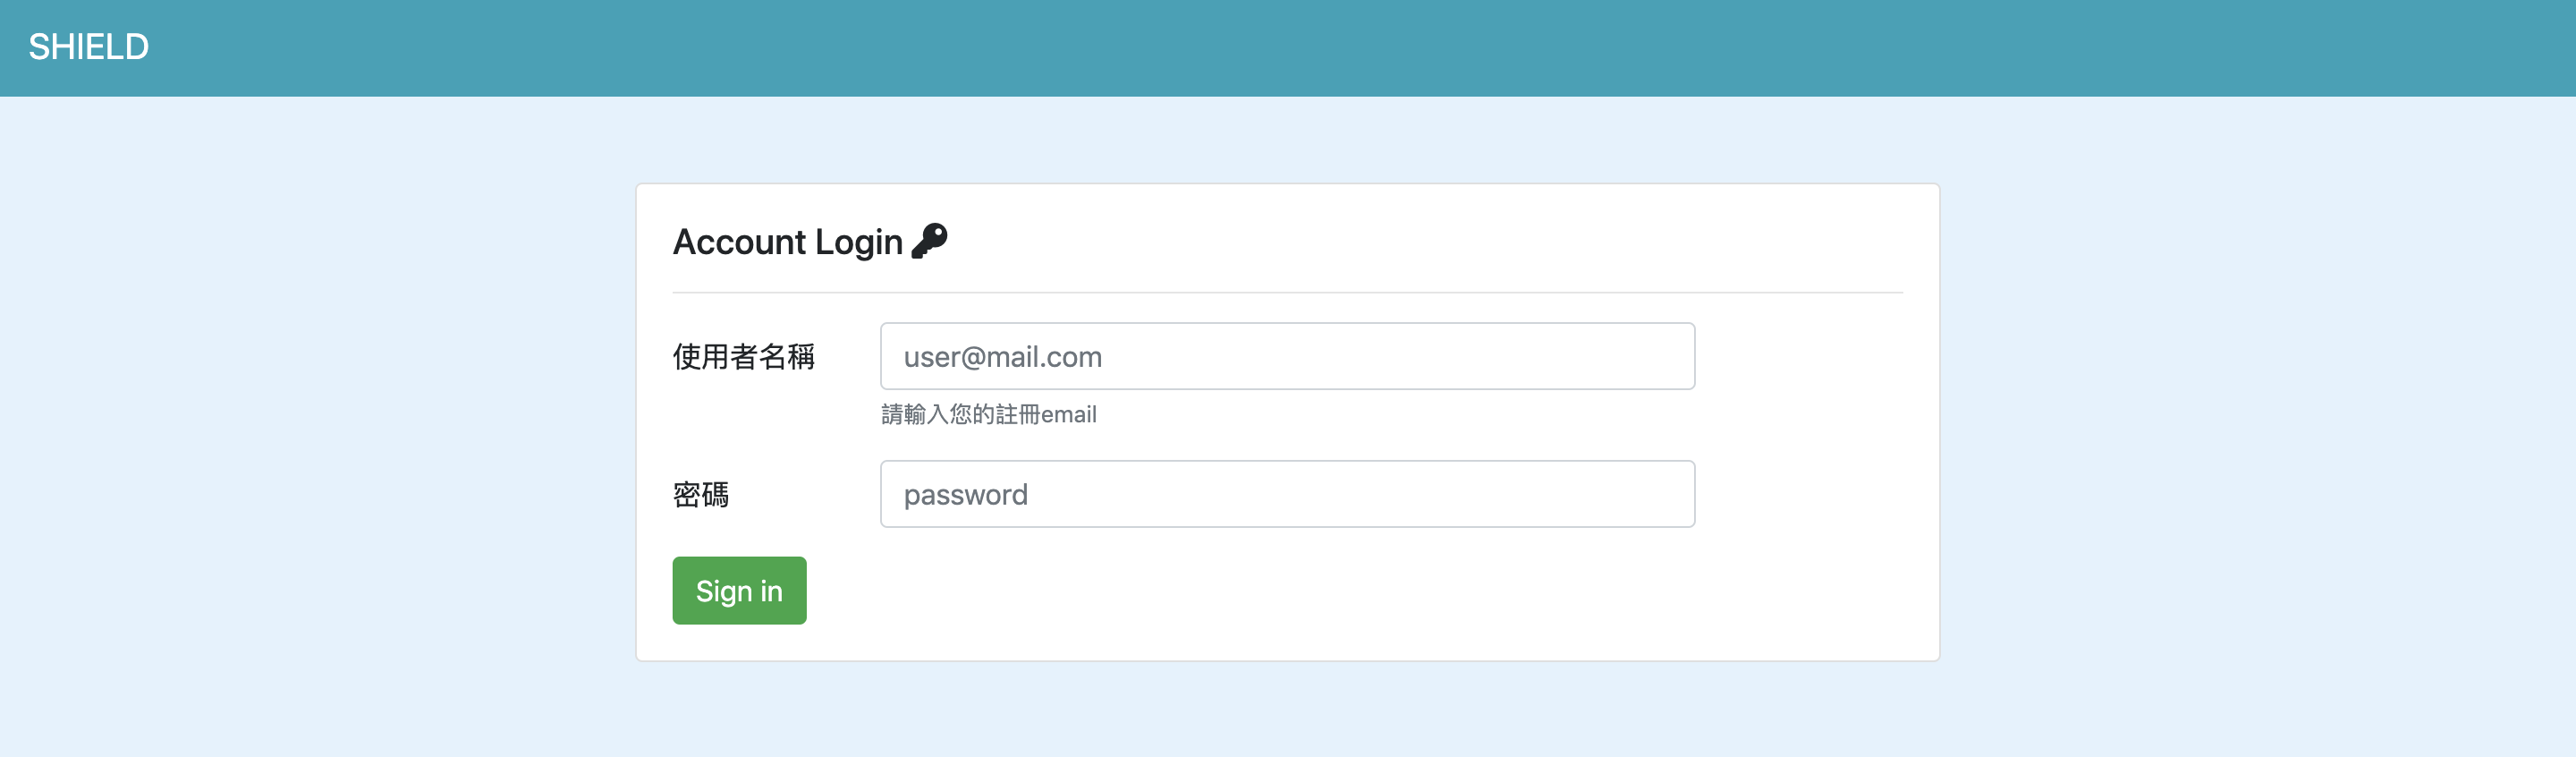 SHIELD
Account Login
使用者名稱
user@mail.com
請輸入您的註冊email
密碼
password
Sign in